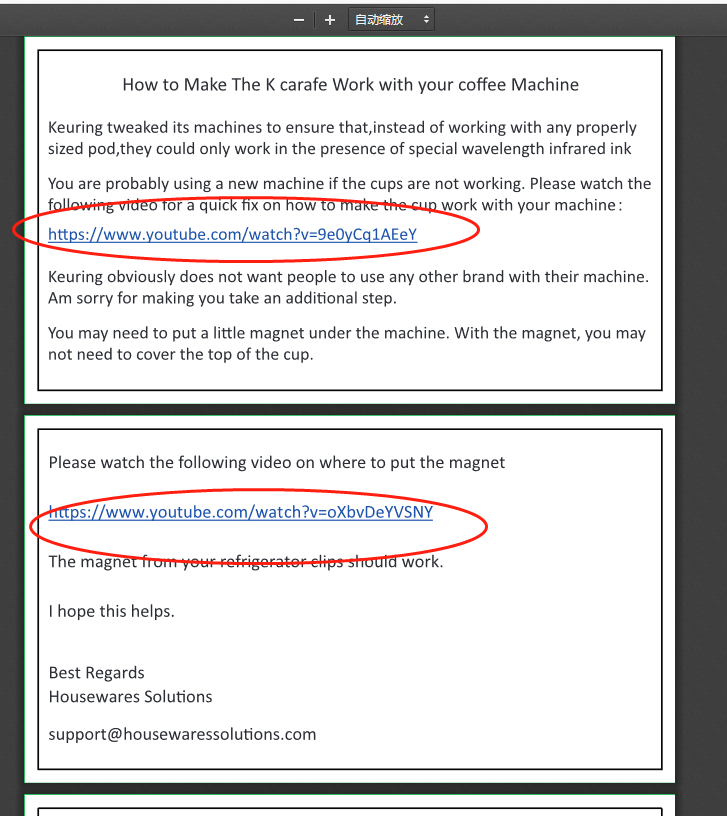 自动缩放
How to Make The K carafe Work with your coffee Machine
Keuring tweaked its machines to ensure that,instead of working with any properly
sized pod,they could only work in the presence of special wavelength infrared ink
You are probably using a new machine if the cups are not working. Please watch the
following video for a quick fix on how to make the cup work with your machine :
https://www.youtube.com/watch?v=9e0yCq1AEeY
Keuring obviously does not want people to use any other brand with their machine.
Am sorry for making you take an additional step.
You may need to put a little magnet under the machine. With the magnet, you may
not need to cover the top of the cup.
Please watch the following video on where to put the magnet
https://www.youtube.com/watch?v=oXbvDeYVSNY
The magnet from your refrigerator clips should work.
I hope this helps.
Best Regards
Housewares Solutions
support@housewaressolutions.com